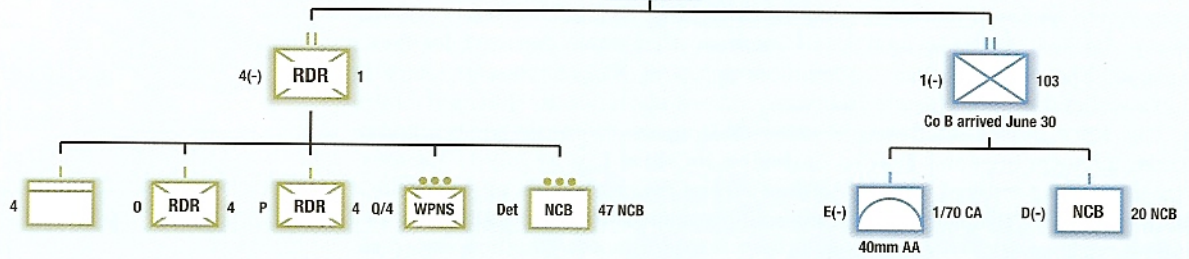 4(-) RDR 1
1(-) 103
Co B arrived June 30
4
O RDR 4
P RDR 4
Q/4 WPNS
Det NCB 47 NCB
E(-) 1/70 CA
40mm AA
D(-) NCB 20 NCB